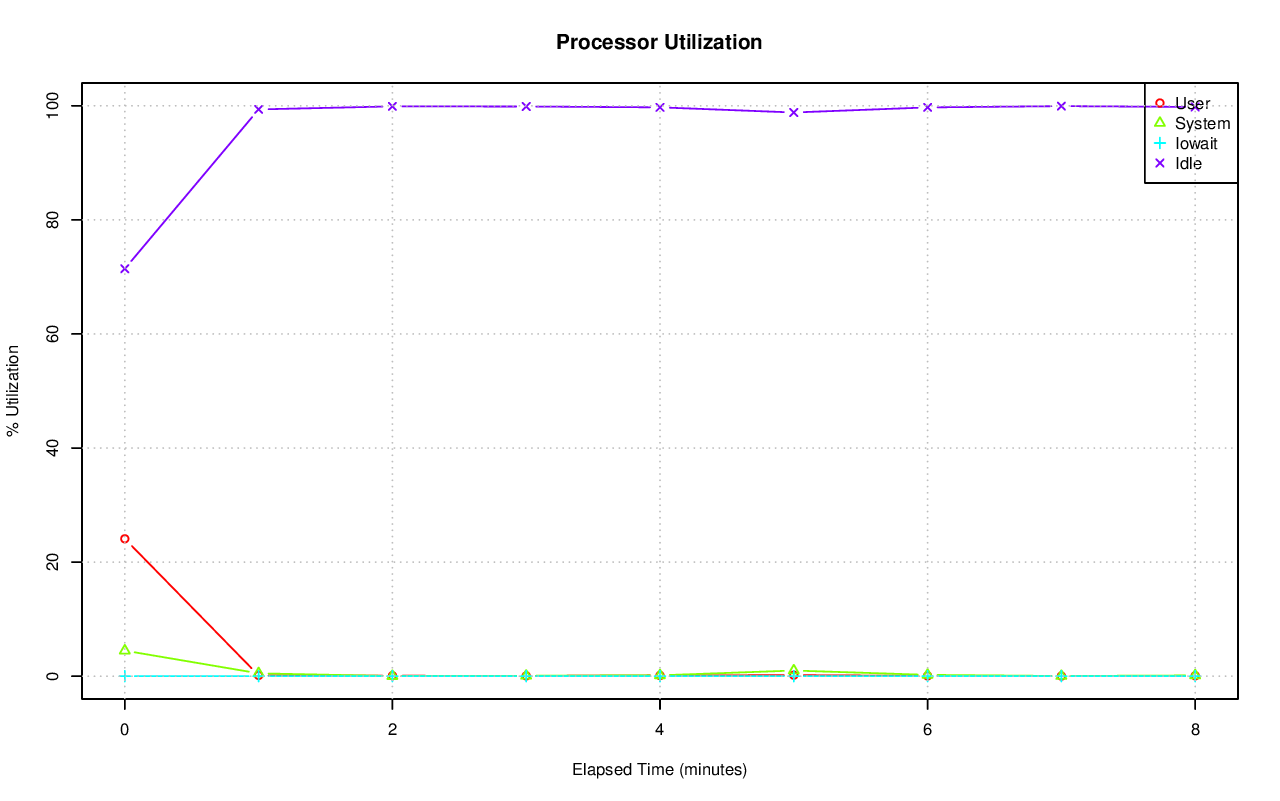 Processor Utilization
100
80
60
40
20
0
% Utilization
User
System
Iowait
Idle
0 2 4 6 8
Elapsed Time (minutes)